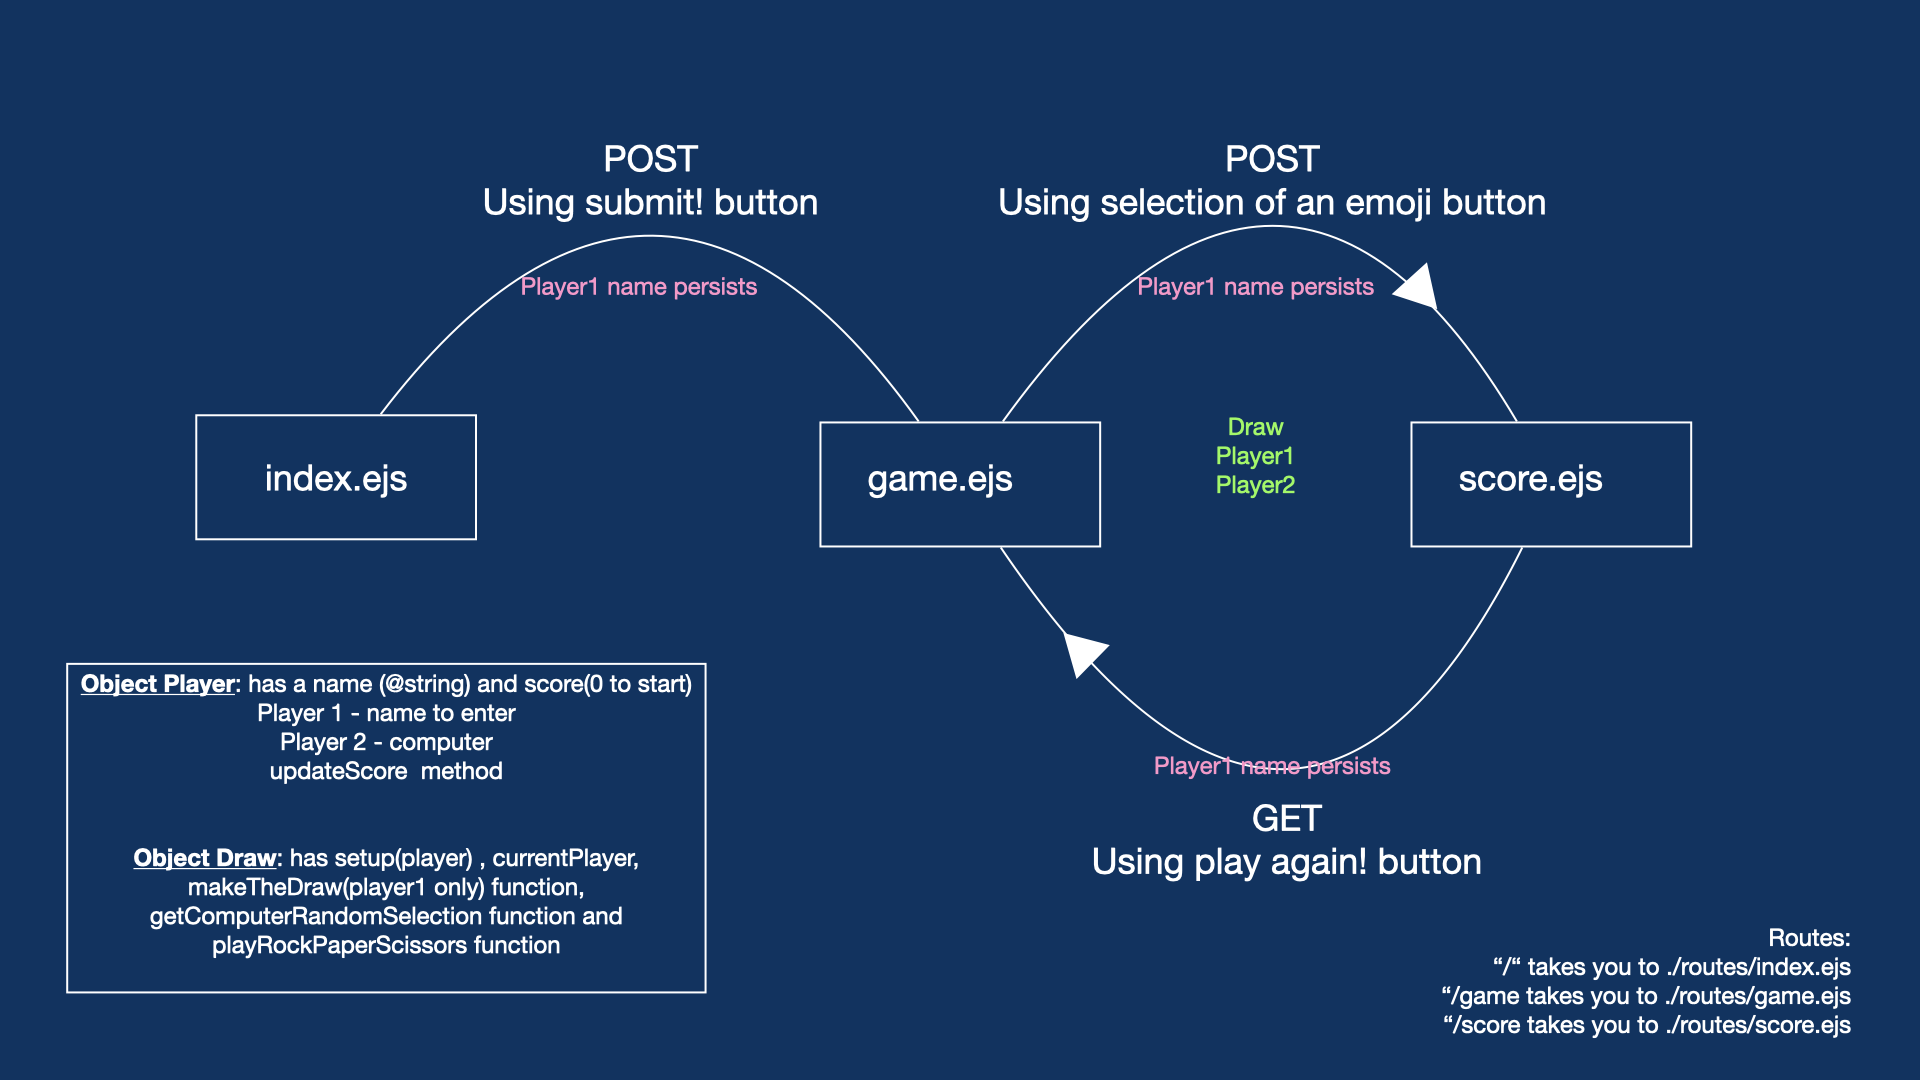 POST
Using submit! button
Player1 name persists
POST
Using selection of an emoji button
Player1 name persists
index.ejs
game.ejs
Draw
Player1
Player2
score.ejs
Player1 name persists
GET
Using play again! button
Object Player: has a name (@string) and score(0 to start)
Player 1 - name to enter
Player 2 - computer
updateScore  method
Object Draw: has setup(player) , currentPlayer,
makeTheDraw(player1 only) function,
getComputerRandomSelection function and
playRockPaperScissors function
Routes:
“/“ takes you to ./routes/index.ejs
“/game takes you to ./routes/game.ejs
“/score takes you to ./routes/score.ejs